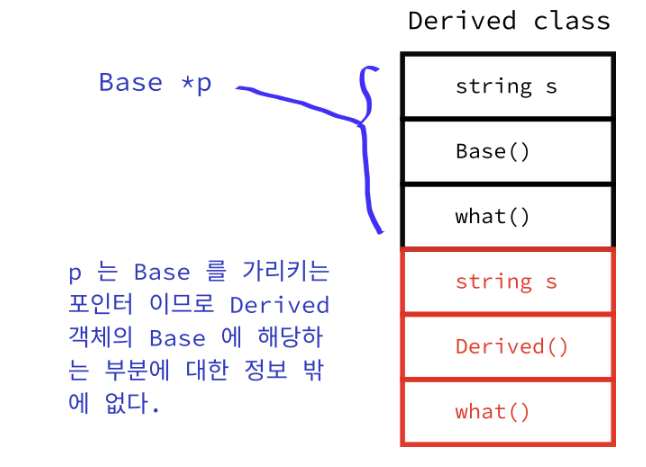 Derived class
Base *p
string s
Base()
what()
p 는 Base 를 가리키는
포인터 이므로 Derived
객체의 Base 에 해당하
는 부분에 대한 정보 밖
에 없다.
string s
Derived()
what()